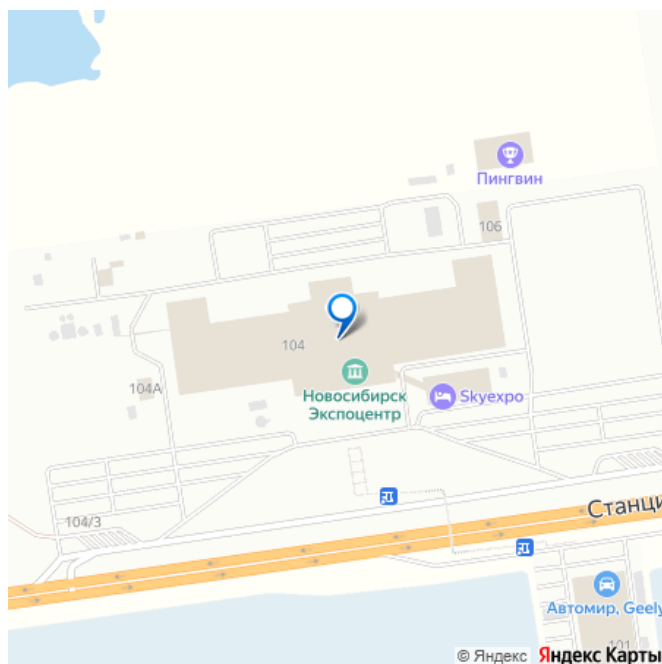 Пингвин
106
104
104А
Новосибирск
Экспоцентр
Skyexpo
104/3
Станци
Автомир, Geely
101
© Яндекс Яндекс Карты